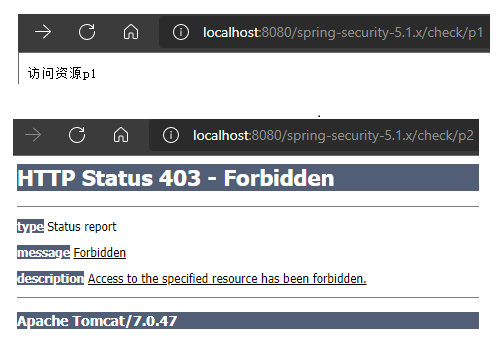 localhost:8080/spring-security-5.1.x/check/p1
访问资源p1
localhost:8080/spring-security-5.1.x/check/p2
HTTP Status 403 - Forbidden
type Status report
message Forbidden
description Access to the specified resource has been forbidden.
Apache Tomcat/7.0.47